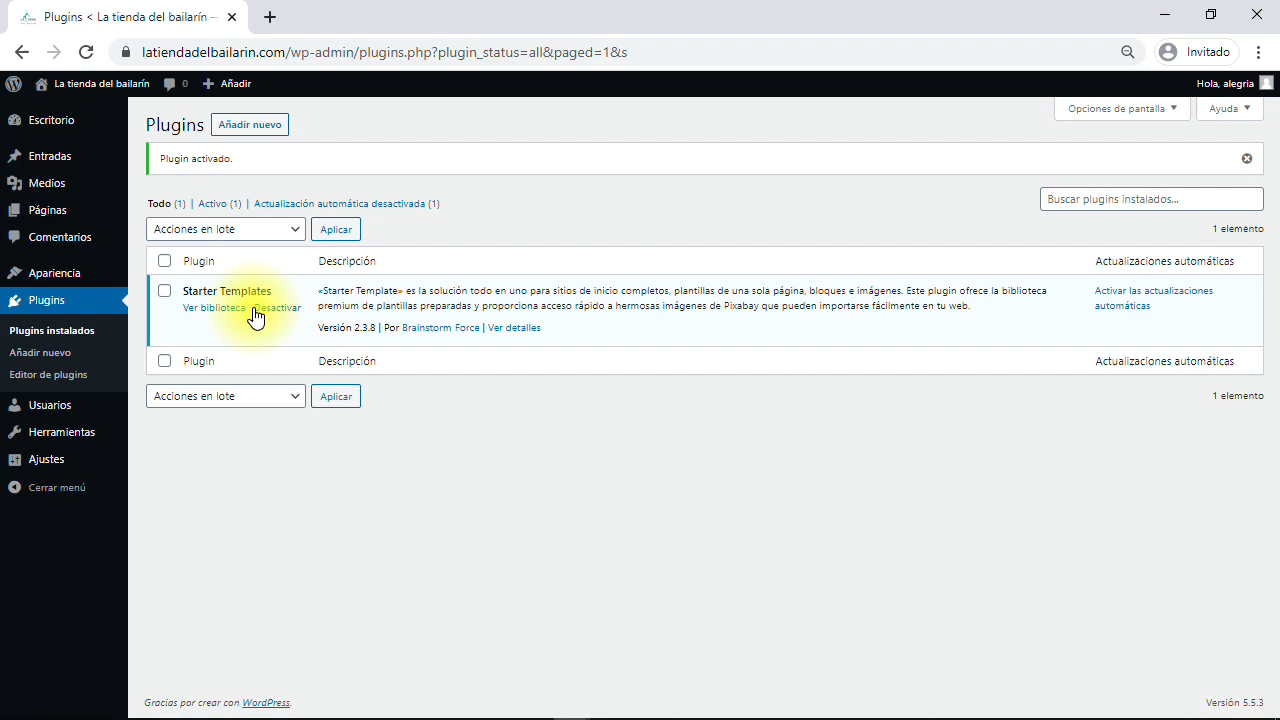 Plugins < La tienda del bailarín –
latiendadelbailarin.com/wp-admin/plugins.php?plugin_status=all&paged=1&s
Invitado
La tienda del bailarín 0 Añadir
Hola, alegria
Escritorio
Entradas
Medios
Páginas
Comentarios
Apariencia
Plugins
Plugins instalados
Añadir nuevo
Editor de plugins
Usuarios
Herramientas
Ajustes
Cerrar menú
Opciones de pantalla ▼
Ayuda ▼
Plugins Añadir nuevo
Plugin activado.
Todo (1) | Activo (1) | Actualización automática desactivada (1)
Buscar plugins instalados...
Acciones en lote Aplicar
1 elemento
Plugin Descripción Actualizaciones automáticas
Starter Templates
Ver biblioteca Desactivar
«Starter Template» es la solución todo en uno para sitios de inicio completos, plantillas de una sola página, bloques e imágenes. Este plugin ofrece la biblioteca
premium de plantillas preparadas y proporciona acceso rápido a hermosas imágenes de Pixabay que pueden importarse fácilmente en tu web.
Versión 2.3.8 | Por Brainstorm Force | Ver detalles
Activar las actualizaciones
automáticas
Plugin Descripción Actualizaciones automáticas
Acciones en lote Aplicar
1 elemento
Gracias por crear con WordPress.
Versión 5.5.3